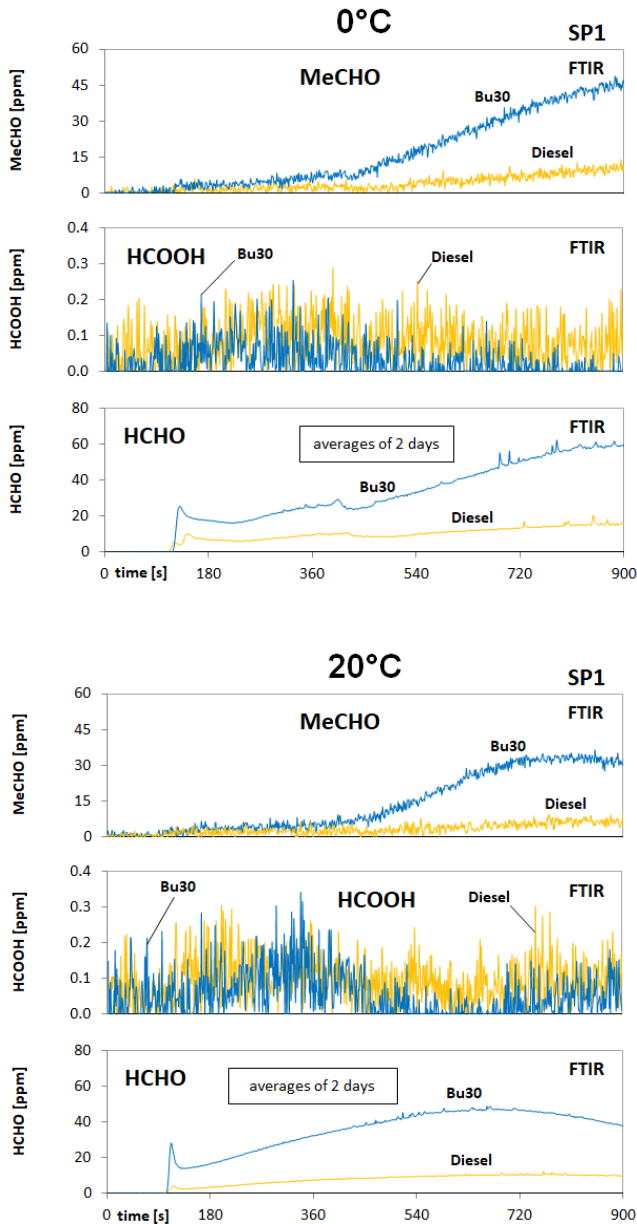 0°C
SP1
60
MeCHO
FTIR
45
Bu30
MeCHO [ppm]
30
15
Diesel
0
0.4
HCOOH
Bu30
Diesel
FTIR
0.3
HCOOH [ppm]
0.2
0.1
0.0
80
HCHO
averages of 2 days
FTIR
60
HCHO [ppm]
40
Bu30
20
Diesel
0
0 time [s] 180 360 540 720 900
20°C
SP1
60
MeCHO
FTIR
45
Bu30
MeCHO [ppm]
30
15
Diesel
0
0.4
Bu30
HCOOH
Diesel
FTIR
0.3
HCOOH [ppm]
0.2
0.1
0.0
80
HCHO
averages of 2 days
FTIR
60
Bu30
HCHO [ppm]
40
20
Diesel
0
0 time [s] 180 360 540 720 900